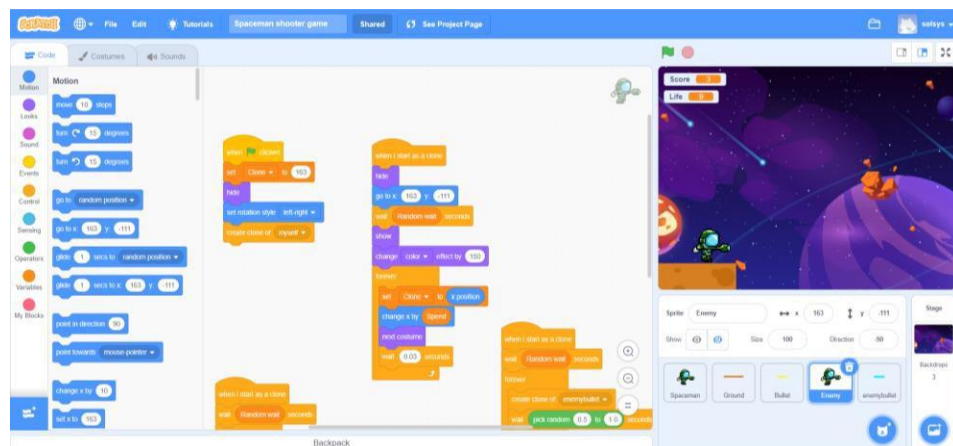 SCRATCH File Edit Tutorials Spaceman shooter game Shared See Project Page solsys
Code Costumes Sounds
Motion
Looks
Sound
Events
Control
Sensing
Operators
Variables
My Blocks
Motion
move 10 steps
turn 15 degrees
turn 15 degrees
go to random position
go to x: 163 y: -111
glide 1 secs to random position
glide 1 secs to x: 163 y: -111
point in direction 90
point towards mouse-pointer
change x by 10
set x to 163
when clicked
set Clone to 163
hide
set rotation style left-right
create clone of myself
when I start as a clone
hide
go to x: 163 y: -111
wait Random wait seconds
show
change color effect by 150
forever
set Clone to x position
change x by Spend
next costume
wait 0.03 seconds
when I start as a clone
wait Random wait seconds
when I start as a clone
wait Random wait seconds
forever
create clone of enemybullet
wait pick random 0.5 to 1.0 seconds
Backpack
Score 3
Life
Sprite Enemy x 163 y -111
Show Size 100 Direction -90
Spaceman Ground Bullet Enemy enemybullet
Stage
Backdrops
3